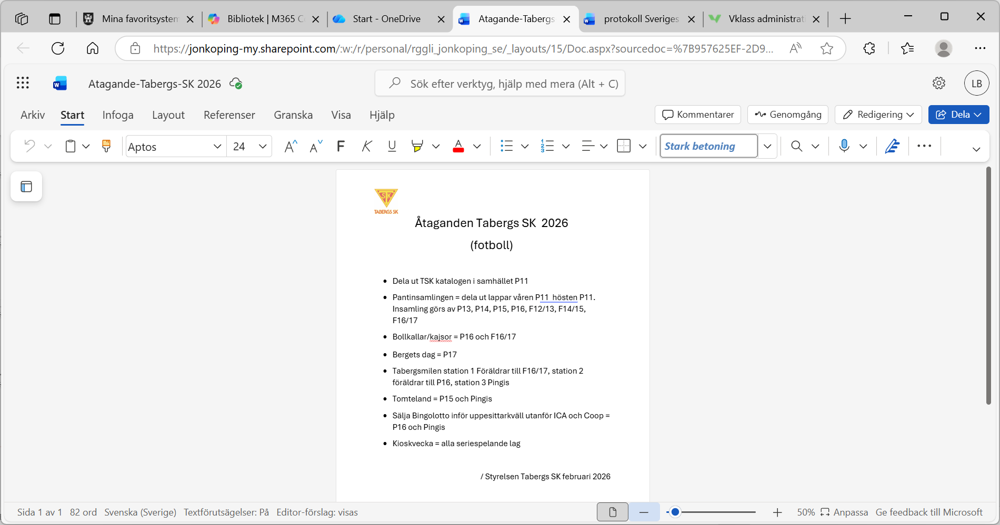 Mina favoritsystem
Bibliotek | M365 C
Start - OneDrive
Atagande-Tabergs
protokoll Sveriges
Vklass administrati
https://jonkoping-my.sharepoint.com/:w:/r/personal/rggli_jonkoping_se/_layouts/15/Doc.aspx?sourcedoc=%7B957625EF-2D9...
Atagande-Tabergs-SK 2026
Sök efter verktyg, hjälp med mera (Alt + C)
LB
Arkiv Start Infoga Layout Referenser Granska Visa Hjälp
Kommentarer Genomgång Redigering Dela
Aptos 24 F K U A Stark betoning
STK
TABERGS SK
Åtaganden Tabergs SK 2026
(fotboll)
• Dela ut TSK katalogen i samhället P11
• Pantinsamlingen = dela ut lappar våren P11 hösten P11.
Insamling görs av P13, P14, P15, P16, F12/13, F14/15,
F16/17
• Bollkallar/kajsor = P16 och F16/17
• Bergets dag = P17
• Tabergsmilen station 1 Föräldrar till F16/17, station 2
föräldrar till P16, station 3 Pingis
• Tomteland = P15 och Pingis
• Sälja Bingolotto inför uppesittarkväll utanför ICA och Coop =
P16 och Pingis
• Kioskvecka = alla seriespelande lag
/ Styrelsen Tabergs SK februari 2026
Sida 1 av 1 82 ord Svenska (Sverige) Textförutsägelser: På Editor-förslag: visas
50% Anpassa Ge feedback till Microsoft